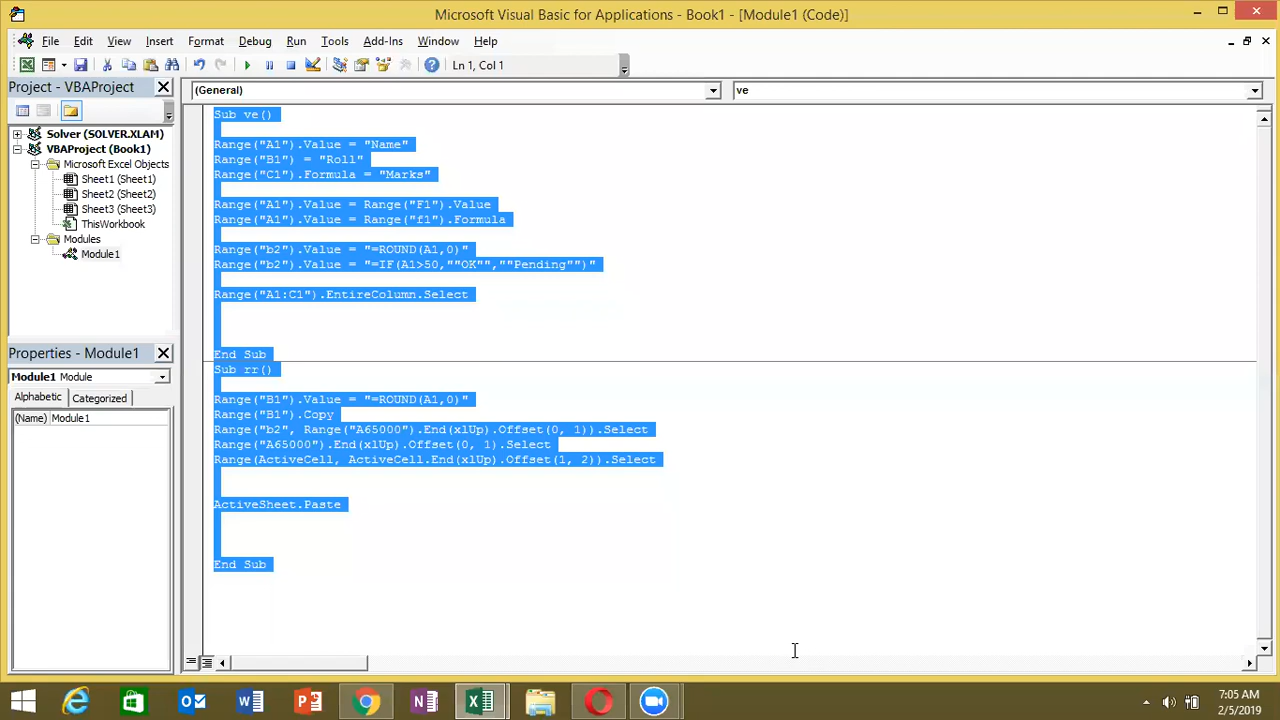 Microsoft Visual Basic for Applications - Book1 - [Module1 (Code)]
File Edit View Insert Format Debug Run Tools Add-Ins Window Help
Ln 1, Col 1
Project - VBAProject
(General)
ve
Solver (SOLVER.XLAM)
VBAProject (Book1)
Microsoft Excel Objects
Sheet1 (Sheet1)
Sheet2 (Sheet2)
Sheet3 (Sheet3)
ThisWorkbook
Modules
Module1
Properties - Module1
Module1 Module
Alphabetic Categorized
(Name) Module1
Sub ve()
Range("A1").Value = "Name"
Range("B1") = "Roll"
Range("C1").Formula = "Marks"
Range("A1").Value = Range("F1").Value
Range("A1").Value = Range("f1").Formula
Range("b2").Value = "=ROUND(A1,0)"
Range("b2").Value = "=IF(A1>50,""OK"",""Pending"")"
Range("A1:C1").EntireColumn.Select
End Sub
Sub rr()
Range("B1").Value = "=ROUND(A1,0)"
Range("B1").Copy
Range("b2", Range("A65000").End(xlUp).Offset(0, 1)).Select
Range("A65000").End(xlUp).Offset(0, 1).Select
Range(ActiveCell, ActiveCell.End(xlUp).Offset(1, 2)).Select
ActiveSheet.Paste
End Sub
7:05 AM
2/5/2019